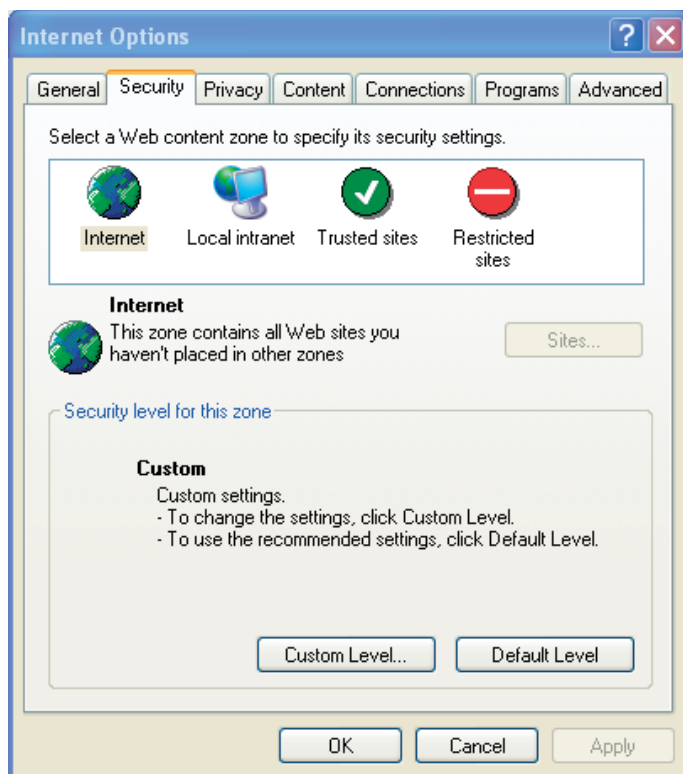 Internet Options
General Security Privacy Content Connections Programs Advanced
Select a Web content zone to specify its security settings.
Internet Local intranet Trusted sites Restricted sites
Internet
This zone contains all Web sites you
haven't placed in other zones
Sites...
Security level for this zone
Custom
Custom settings.
- To change the settings, click Custom Level.
- To use the recommended settings, click Default Level.
Custom Level... Default Level
OK Cancel Apply